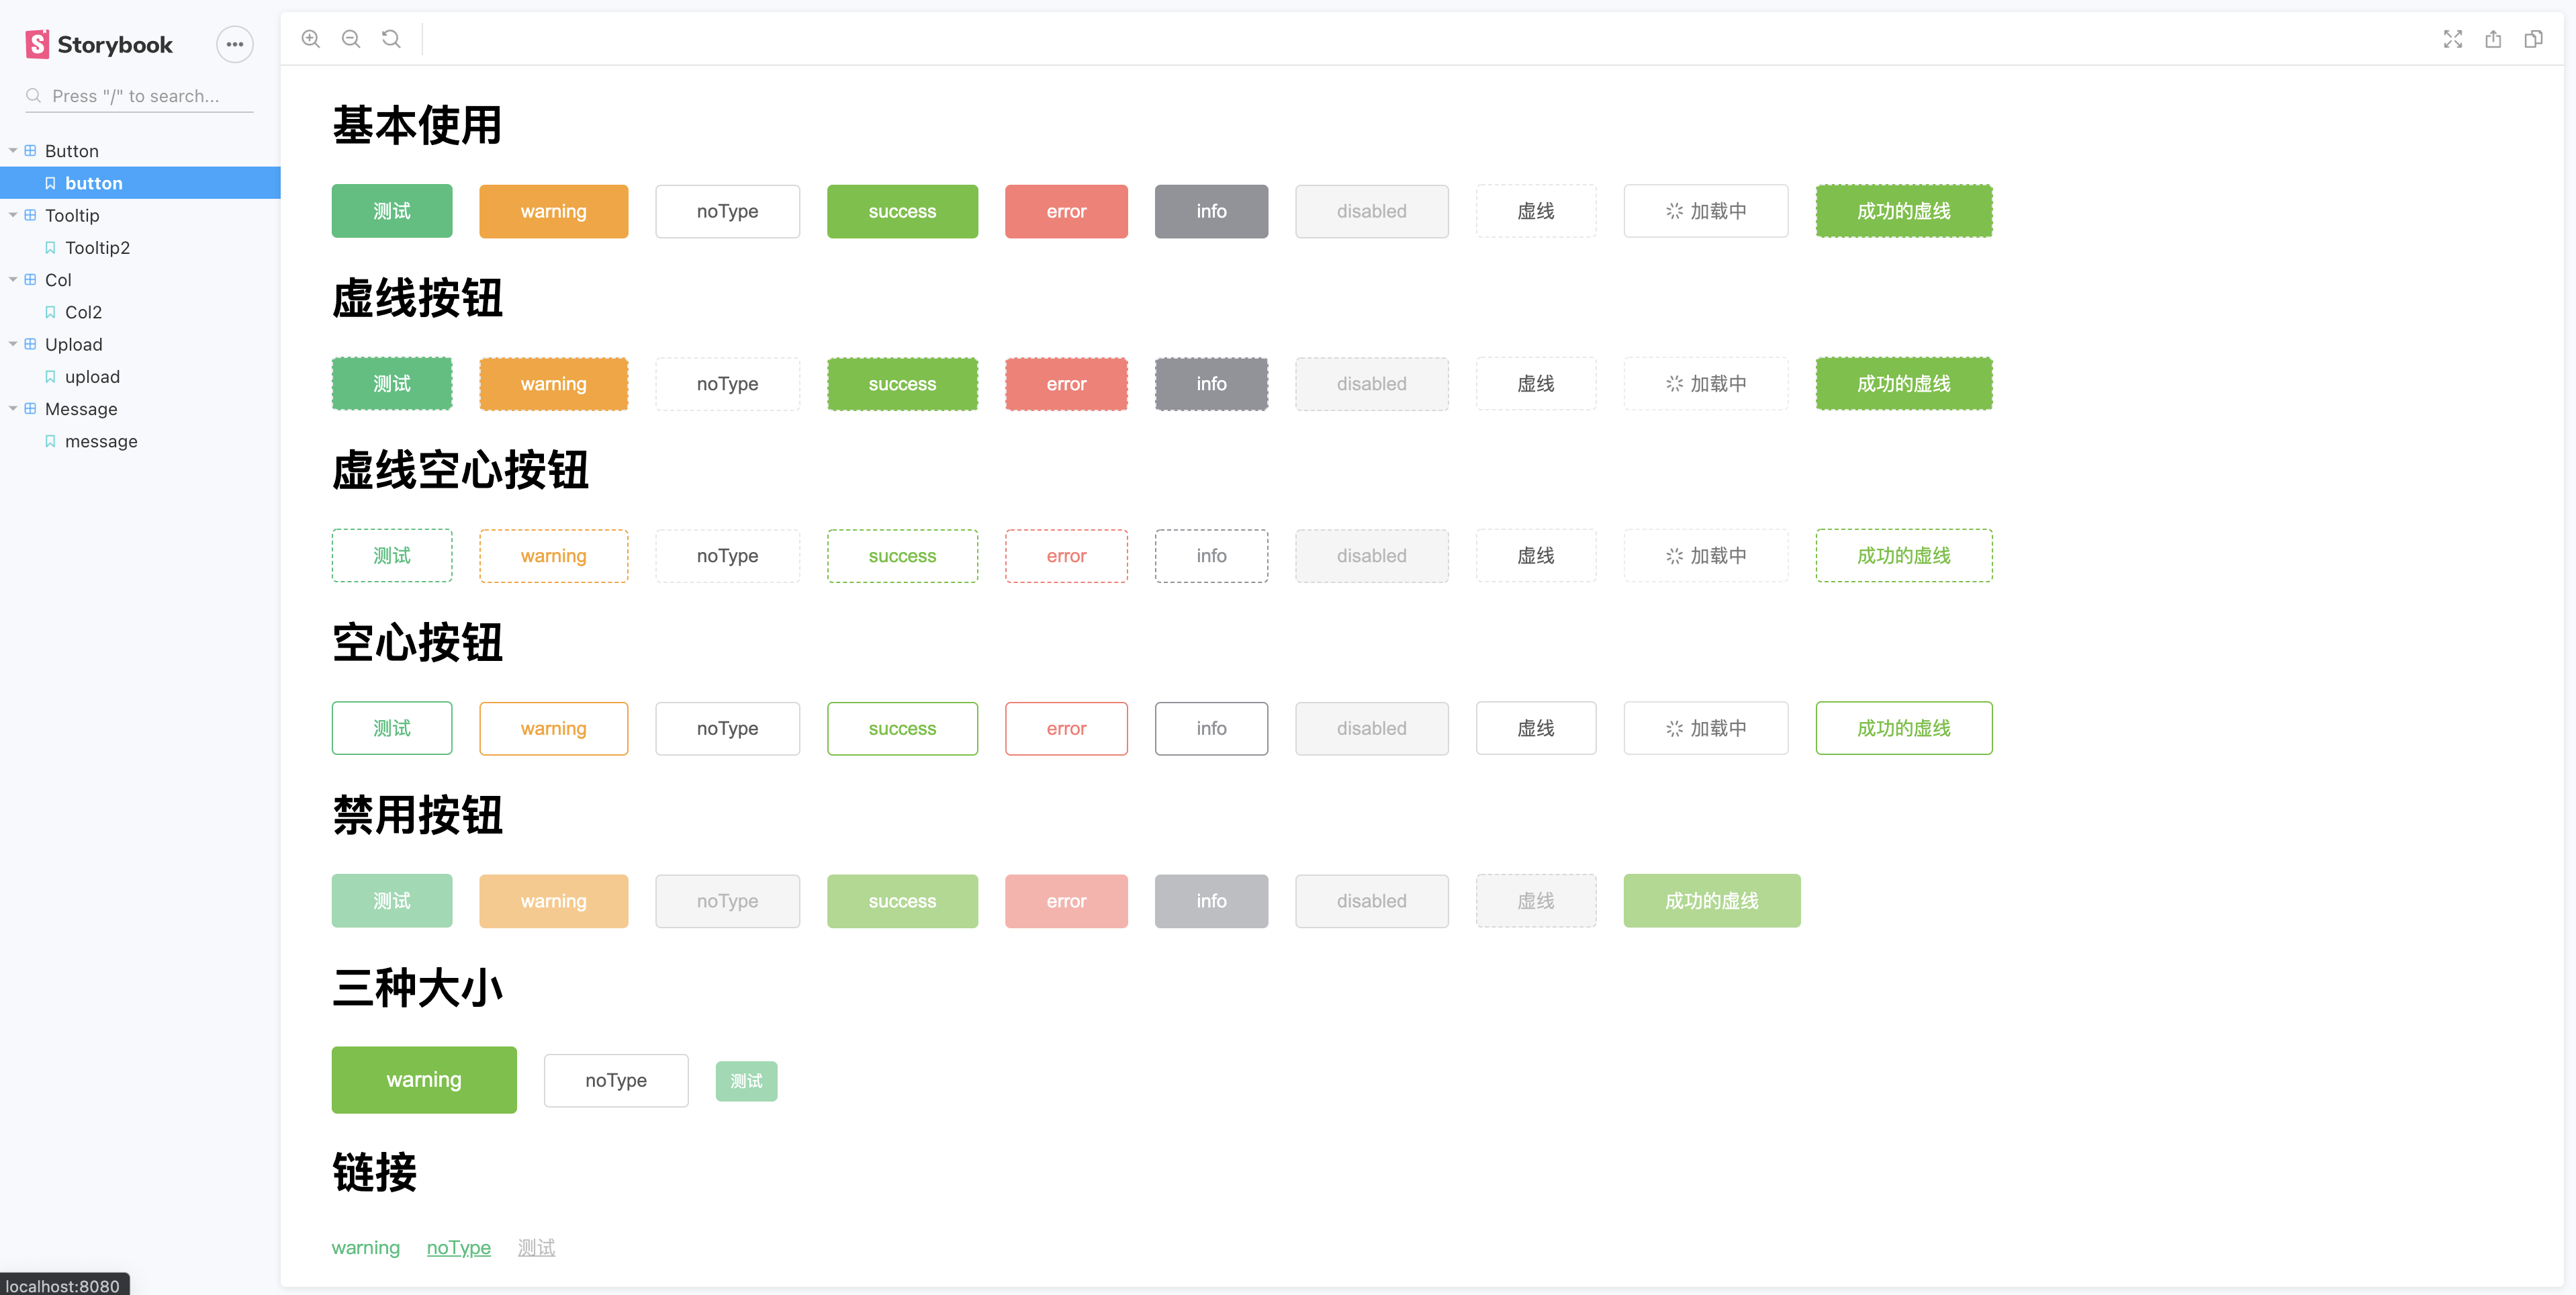 Storybook
Press "/" to search...
Button
button
Tooltip
Tooltip2
Col
Col2
Upload
upload
Message
message
基本使用
测试 warning noType success error info disabled 虚线 加载中 成功的虚线
虚线按钮
测试 warning noType success error info disabled 虚线 加载中 成功的虚线
虚线空心按钮
测试 warning noType success error info disabled 虚线 加载中 成功的虚线
空心按钮
测试 warning noType success error info disabled 虚线 加载中 成功的虚线
禁用按钮
测试 warning noType success error info disabled 虚线 成功的虚线
三种大小
warning noType 测试
链接
warning noType 测试
localhost:8080